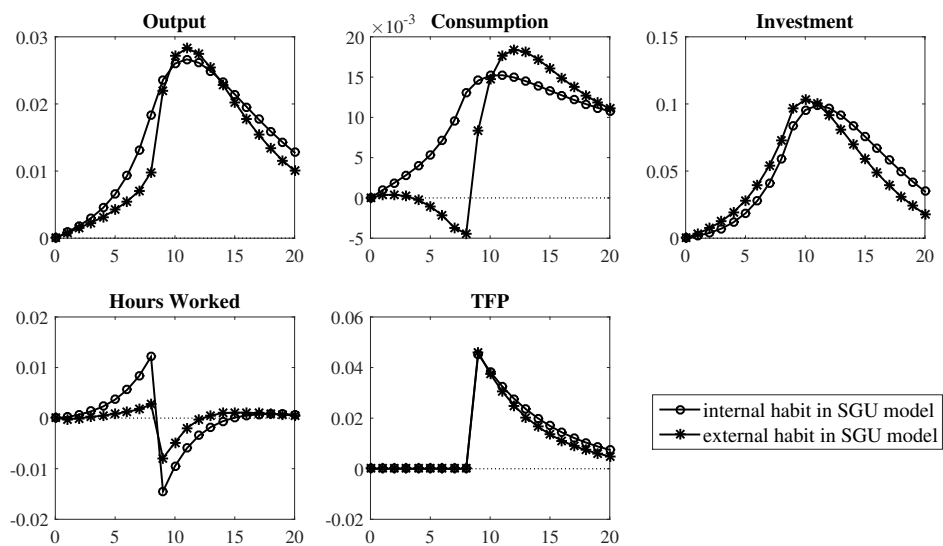 Output
0.03
0.02
0.01
0
0 5 10 15 20
Consumption
×10⁻³
20
15
10
5
0
-5
0 5 10 15 20
Investment
0.15
0.1
0.05
0
0 5 10 15 20
Hours Worked
0.02
0.01
0
-0.01
-0.02
0 5 10 15 20
TFP
0.06
0.04
0.02
0
-0.02
0 5 10 15 20
internal habit in SGU model
external habit in SGU model